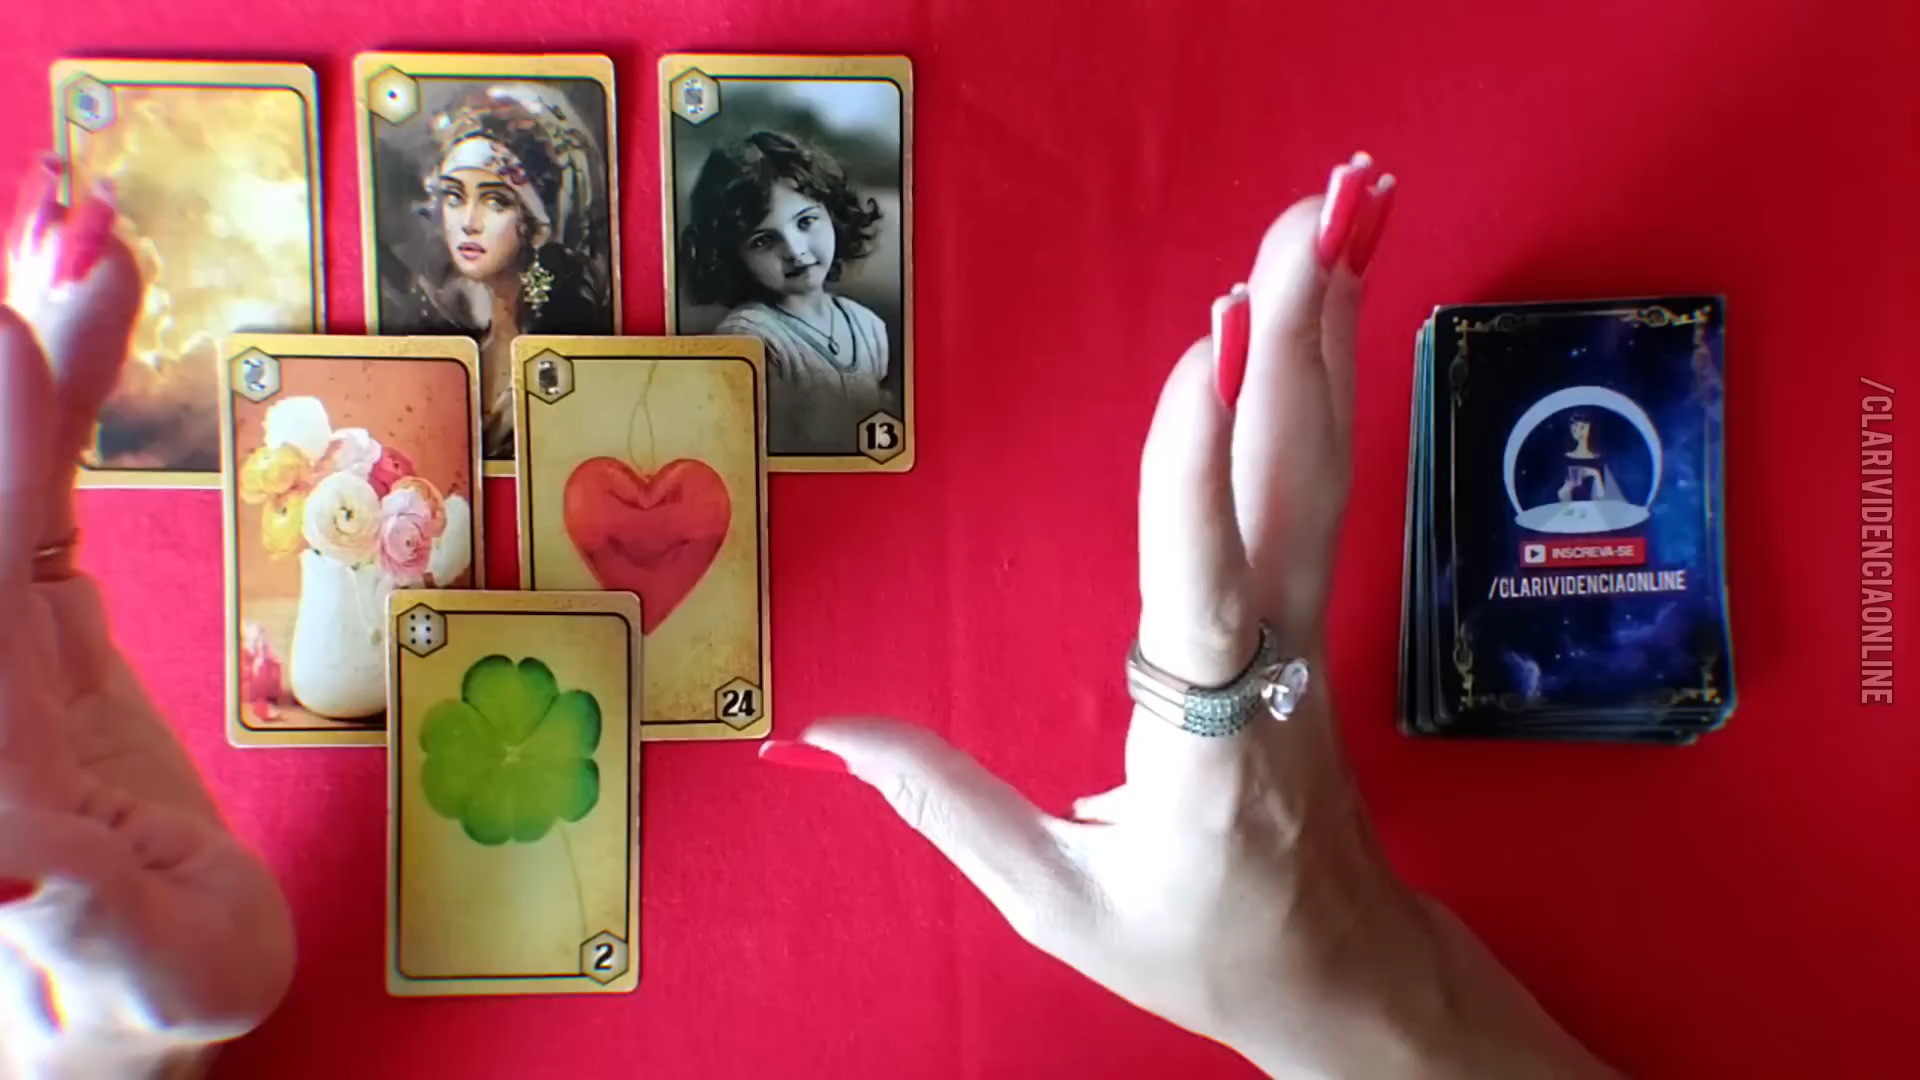 13
24
2
INSCREVA-SE
/CLARIVIDENCIAONLINE
/CLARIVIDENCIAONLINE